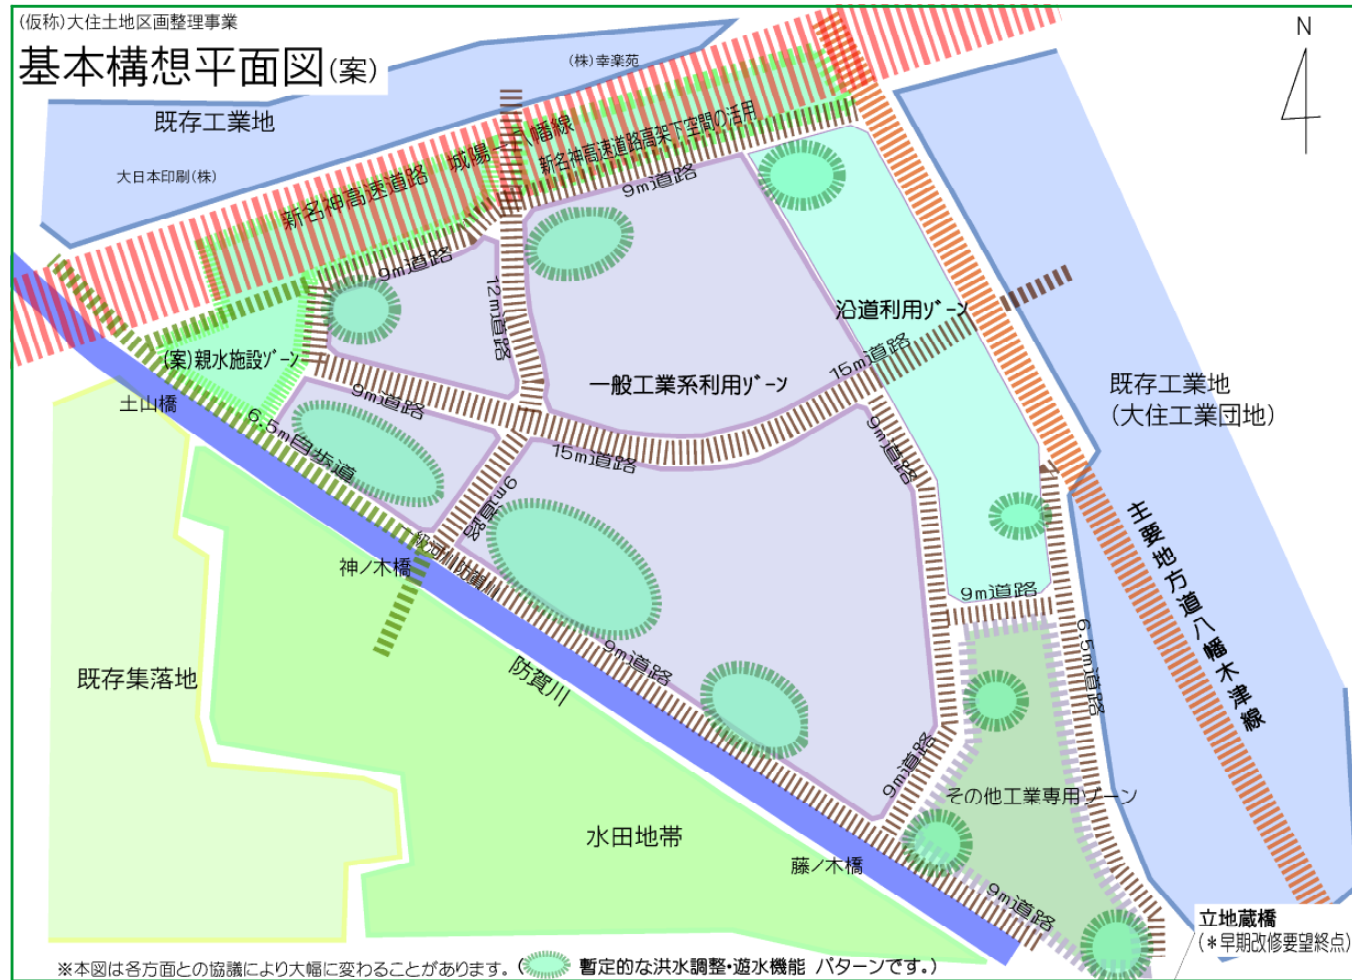 (仮称)大住土地区画整理事業
基本構想平面図(案)
N
(株)幸楽苑
既存工業地
大日本印刷(株)
新名神高速道路 城陽−八幡線
新名神高速道路高架下空間の活用
9m道路
9m道路
12m道路
沿道利用ゾーン
(案)親水施設ゾーン
15m道路
一般工業系利用ゾーン
既存工業地
(大住工業団地)
土山橋
9m道路
6.5m自歩道
9m道路
15m道路
9m道路
主要地方道八幡木津線
一級河川防賀川
神ノ木橋
9m道路
6.5m道路
9m道路
既存集落地
防賀川
9m道路
その他工業専用ゾーン
水田地帯
藤ノ木橋
9m道路
立地蔵橋
(*早期改修要望終点)
※本図は各方面との協議により大幅に変わることがあります。( 暫定的な洪水調整・遊水機能 パターンです。)